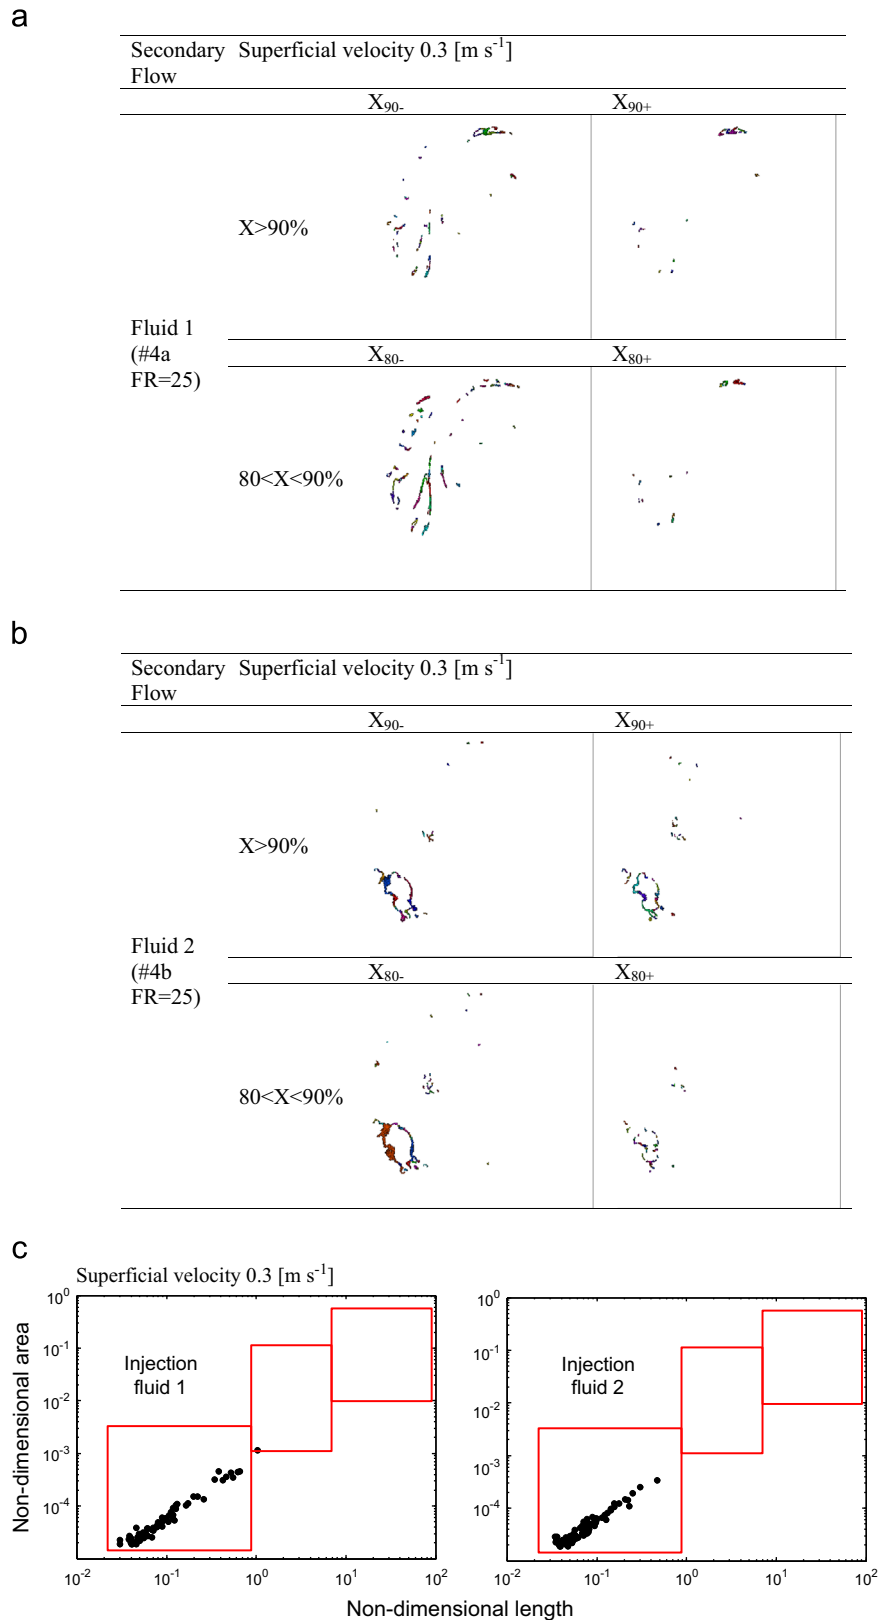 a
Secondary Superficial velocity 0.3 [m s-1]
Flow
X90- X90+
X>90%
Fluid 1
(#4a
FR=25)
X80- X80+
80<X<90%
b
Secondary Superficial velocity 0.3 [m s-1]
Flow
X90- X90+
X>90%
Fluid 2
(#4b
FR=25)
X80- X80+
80<X<90%
c
Superficial velocity 0.3 [m s-1]
Non-dimensional area
10^0
10^-1
10^-2
10^-3
10^-4
Injection
fluid 1
10^-2 10^-1 10^0 10^1 10^2
10^0
10^-1
10^-2
10^-3
10^-4
Injection
fluid 2
10^-2 10^-1 10^0 10^1 10^2
Non-dimensional length